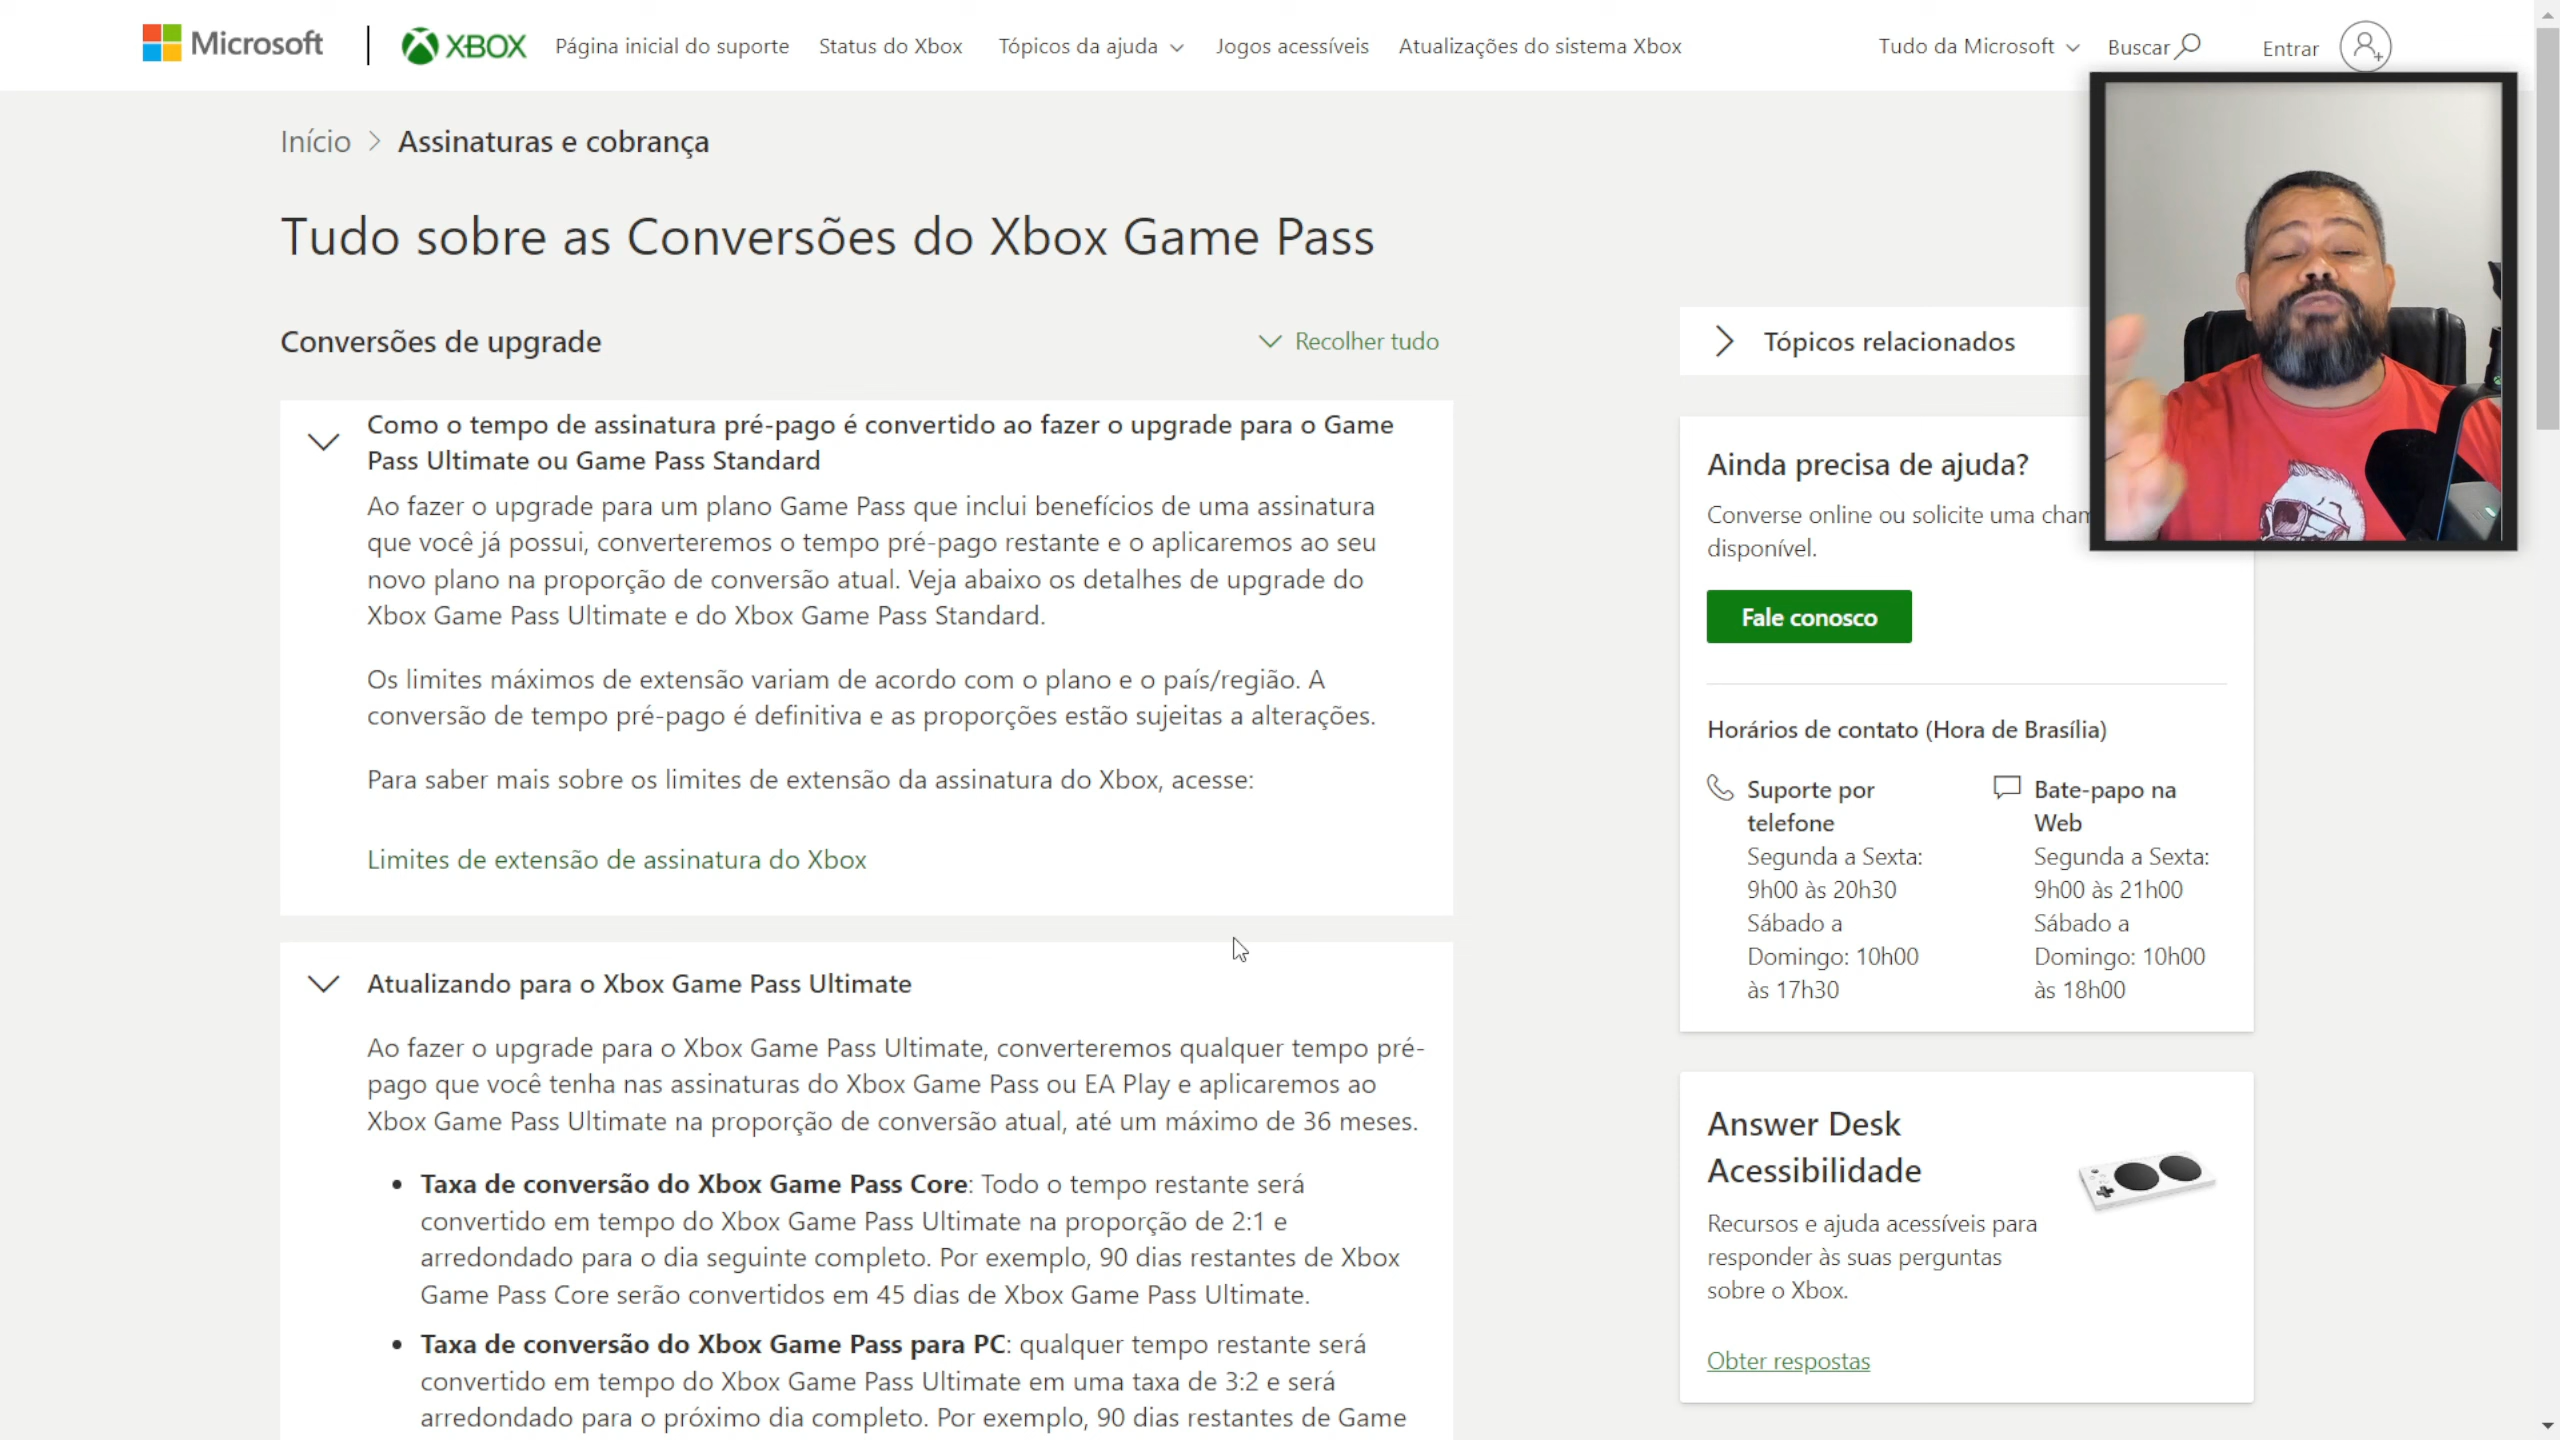 Microsoft
XBOX
Página inicial do suporte
Status do Xbox
Tópicos da ajuda
Jogos acessíveis
Atualizações do sistema Xbox
Tudo da Microsoft
Buscar
Entrar
Início
Assinaturas e cobrança
Tudo sobre as Conversões do Xbox Game Pass
Conversões de upgrade
Recolher tudo
Como o tempo de assinatura pré-pago é convertido ao fazer o upgrade para o Game
Pass Ultimate ou Game Pass Standard
Ao fazer o upgrade para um plano Game Pass que inclui benefícios de uma assinatura
que você já possui, converteremos o tempo pré-pago restante e o aplicaremos ao seu
novo plano na proporção de conversão atual. Veja abaixo os detalhes de upgrade do
Xbox Game Pass Ultimate e do Xbox Game Pass Standard.
Os limites máximos de extensão variam de acordo com o plano e o país/região. A
conversão de tempo pré-pago é definitiva e as proporções estão sujeitas a alterações.
Para saber mais sobre os limites de extensão da assinatura do Xbox, acesse:
Limites de extensão de assinatura do Xbox
Atualizando para o Xbox Game Pass Ultimate
Ao fazer o upgrade para o Xbox Game Pass Ultimate, converteremos qualquer tempo pré-
pago que você tenha nas assinaturas do Xbox Game Pass ou EA Play e aplicaremos ao
Xbox Game Pass Ultimate na proporção de conversão atual, até um máximo de 36 meses.
• Taxa de conversão do Xbox Game Pass Core: Todo o tempo restante será
convertido em tempo do Xbox Game Pass Ultimate na proporção de 2:1 e
arredondado para o dia seguinte completo. Por exemplo, 90 dias restantes de Xbox
Game Pass Core serão convertidos em 45 dias de Xbox Game Pass Ultimate.
• Taxa de conversão do Xbox Game Pass para PC: qualquer tempo restante será
convertido em tempo do Xbox Game Pass Ultimate em uma taxa de 3:2 e será
arredondado para o próximo dia completo. Por exemplo, 90 dias restantes de Game
Tópicos relacionados
Ainda precisa de ajuda?
Converse online ou solicite uma
disponível.
Fale conosco
Horários de contato (Hora de Brasília)
Suporte por
telefone
Segunda a Sexta:
9h00 às 20h30
Sábado a
Domingo: 10h00
às 17h30
Bate-papo na
Web
Segunda a Sexta:
9h00 às 21h00
Sábado a
Domingo: 10h00
às 18h00
Answer Desk
Acessibilidade
Recursos e ajuda acessíveis para
responder às suas perguntas
sobre o Xbox.
Obter respostas